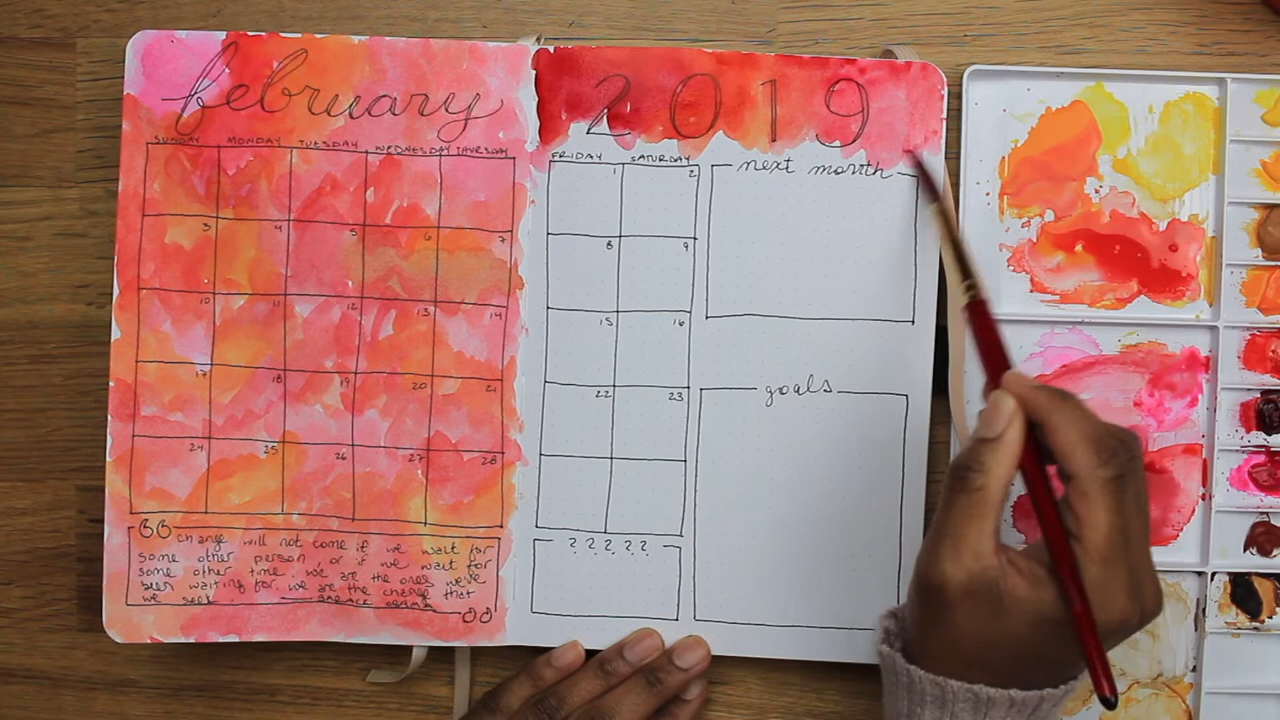 february 2019
SUNDAY MONDAY TUESDAY WEDNESDAY THURSDAY FRIDAY SATURDAY
1 2
3 4 5 6 7 8 9
10 11 12 13 14 15 16
17 18 19 20 21 22 23
24 25 26 27 28
next month
goals
? ? ? ? ?
change will not come if we wait for
some other person, or if we wait for
some other time. we are the ones we've
been waiting for. we are the change that
we seek. — BARACK OBAMA